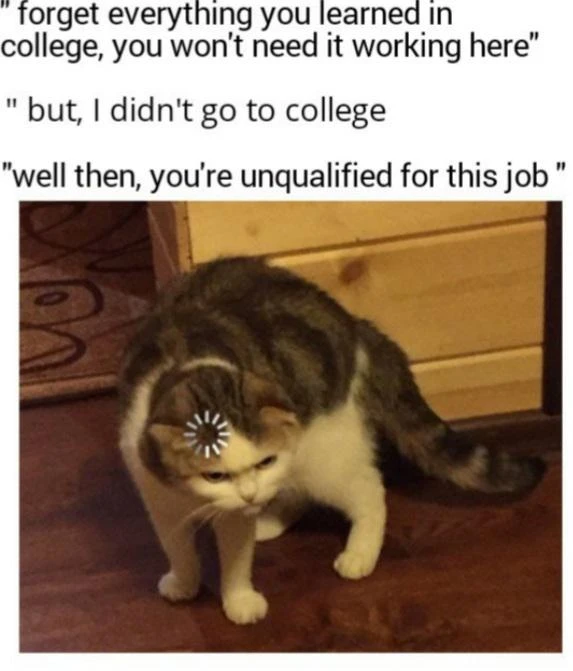 " forget everything you learned in
college, you won't need it working here"
" but, I didn't go to college
"well then, you're unqualified for this job "